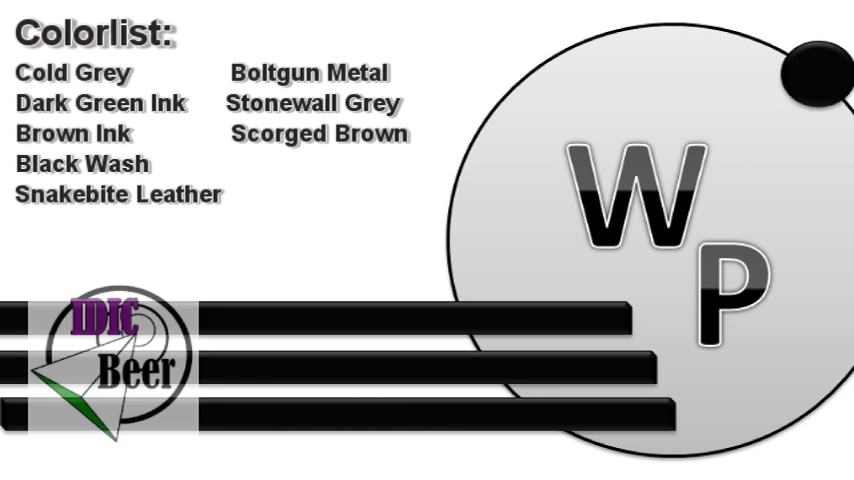 Colorlist:
Cold Grey
Dark Green Ink
Brown Ink
Black Wash
Snakebite Leather
Boltgun Metal
Stonewall Grey
Scorged Brown
W
P
IDIC
Beer